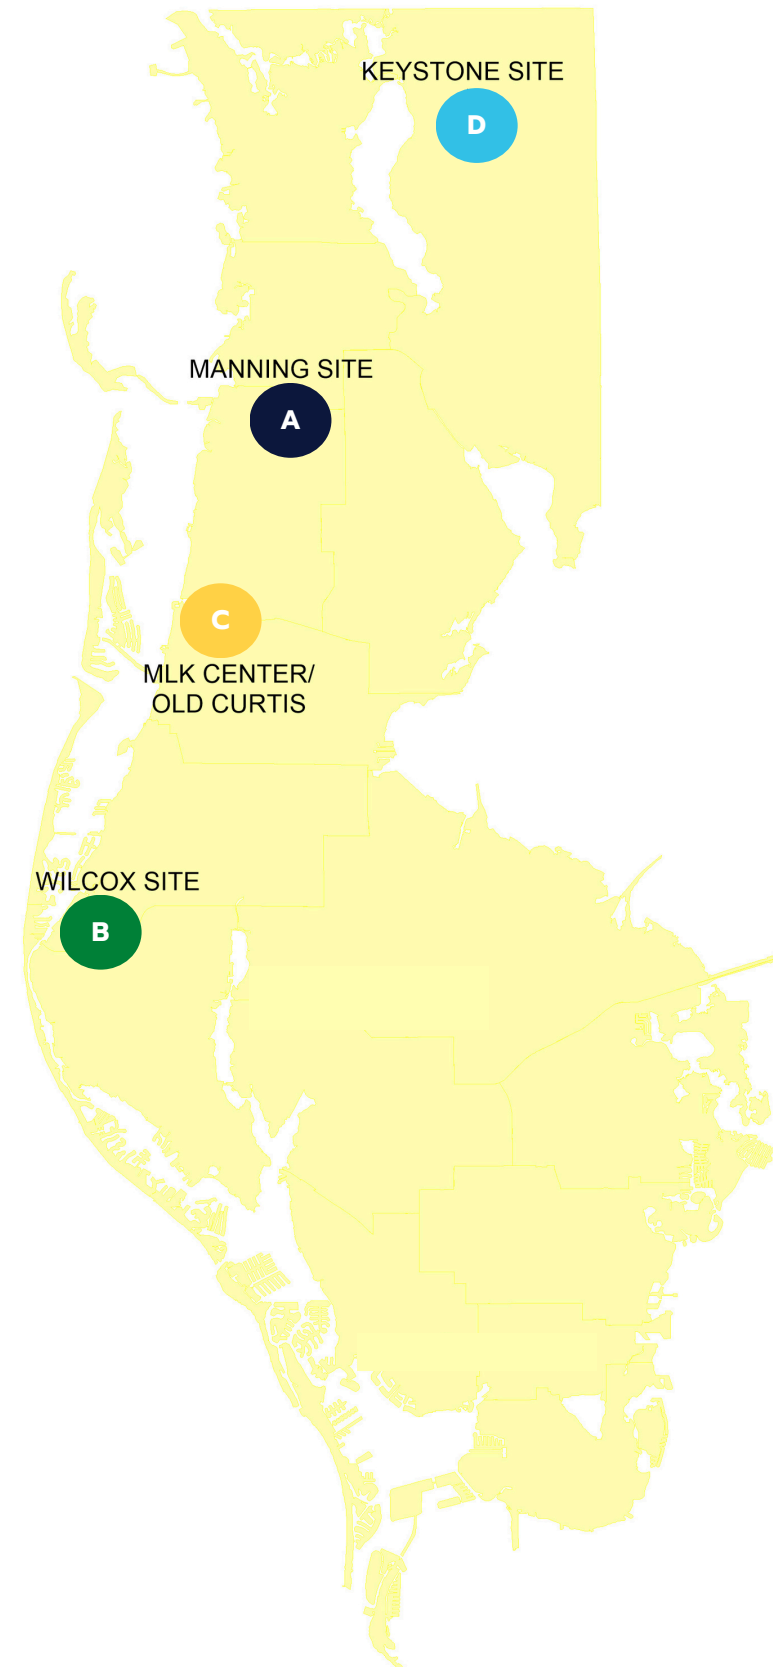 KEYSTONE SITE
D
MANNING SITE
A
C
MLK CENTER/
OLD CURTIS
WILCOX SITE
B